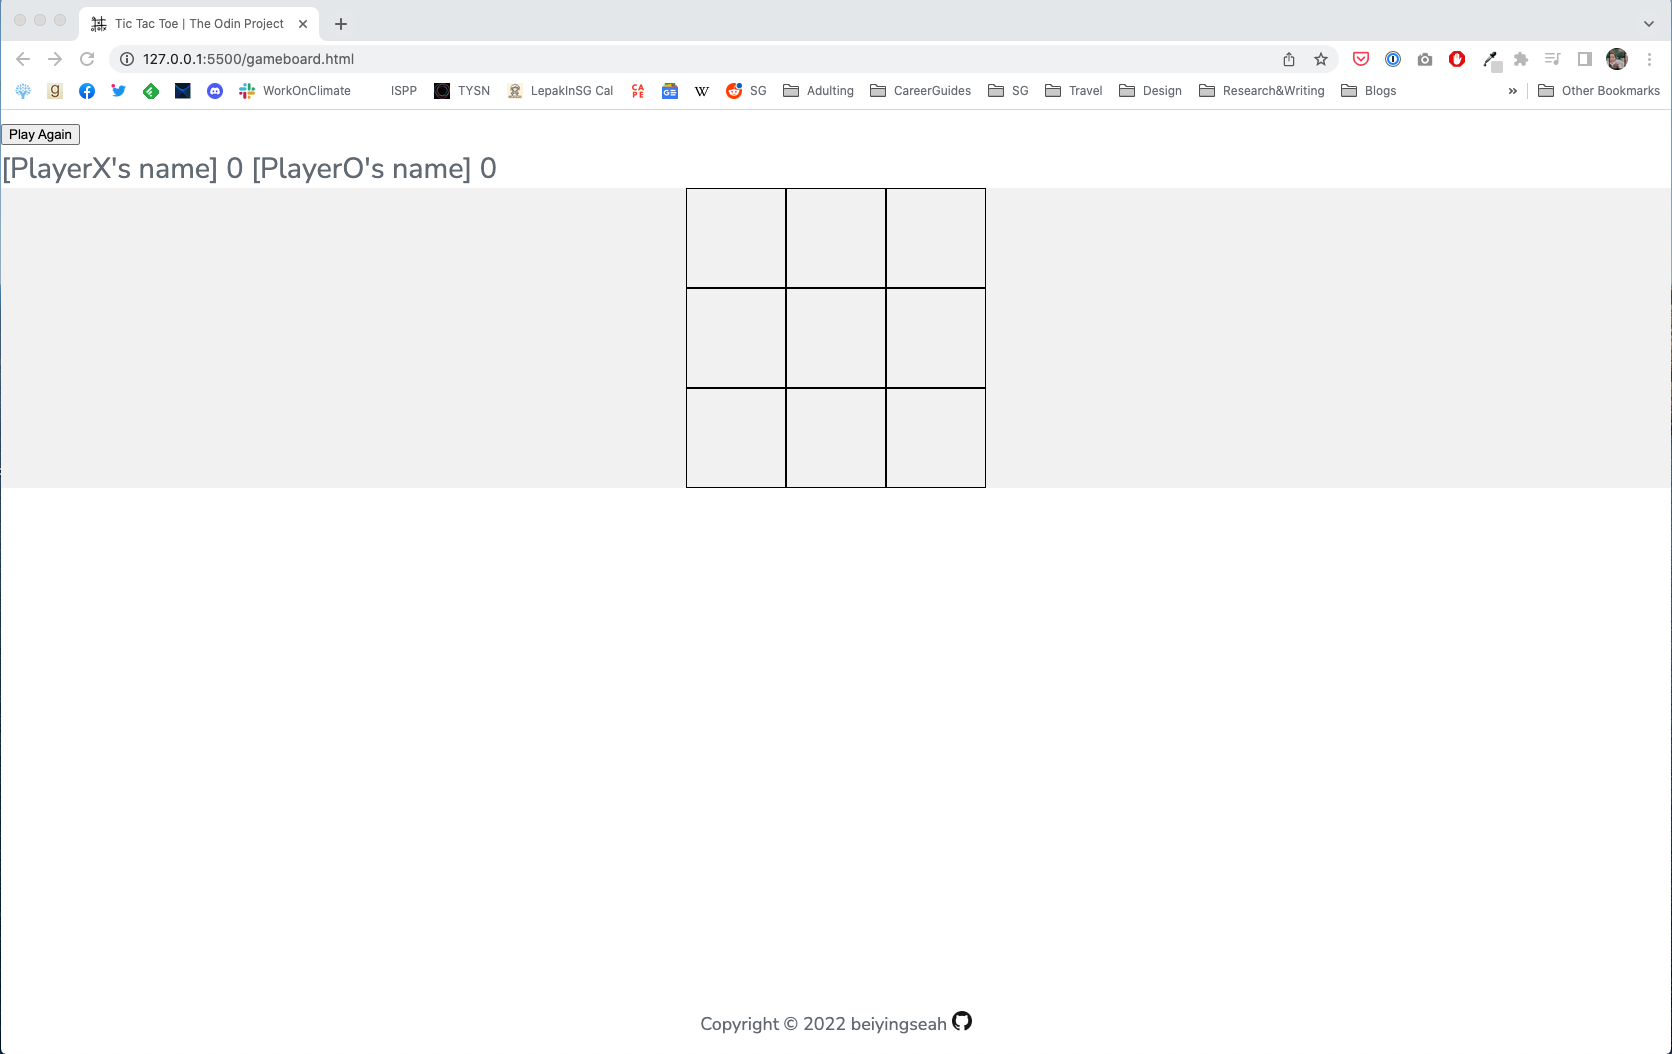 Tic Tac Toe | The Odin Project
127.0.0.1:5500/gameboard.html
g WorkOnClimate ISPP TYSN LepakInSG Cal CAPE GE W SG Adulting CareerGuides SG Travel Design Research&Writing Blogs » Other Bookmarks
Play Again
[PlayerX's name] 0 [PlayerO's name] 0
Copyright © 2022 beiyingseah